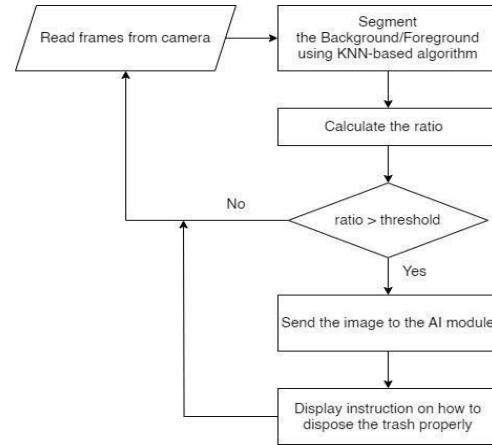 Read frames from camera
Segment
the Background/Foreground
using KNN-based algorithm
Calculate the ratio
ratio > threshold
No
Yes
Send the image to the AI module
Display instruction on how to
dispose the trash properly